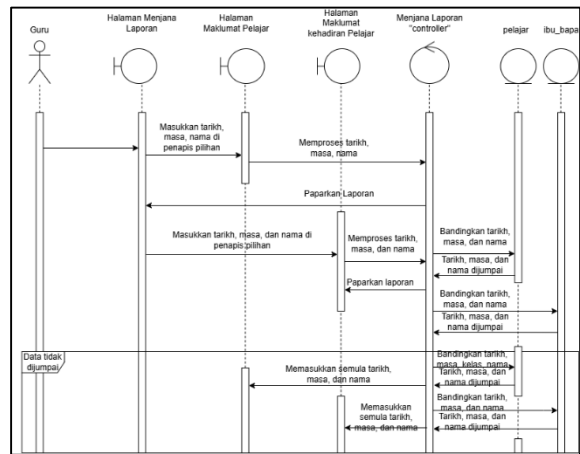 Guru
Halaman Menjana
Laporan
Halaman
Maklumat Pelajar
Halaman
Maklumat
kehadiran Pelajar
Menjana Laporan
"controller"
pelajar
ibu_bapa
Masukkan tarikh,
masa, nama di
penapis pilihan
Memproses tarikh,
masa, nama
Paparkan Laporan
Masukkan tarikh, masa, dan nama di
penapis pilihan
Memproses tarikh,
masa, dan nama
Bandingkan tarikh,
masa, dan nama
Tarikh, masa, dan
nama dijumpai
Paparkan laporan
Bandingkan tarikh,
masa, dan nama
Tarikh, masa, dan
nama dijumpai
Data tidak
dijumpai
Bandingkan tarikh,
masa, kelas, nama
Tarikh, masa, dan
nama dijumpai
Memasukkan semula tarikh,
masa, dan nama
Bandingkan tarikh,
masa, dan nama
Tarikh, masa, dan
nama dijumpai
Memasukkan
semula tarikh,
masa, dan nama